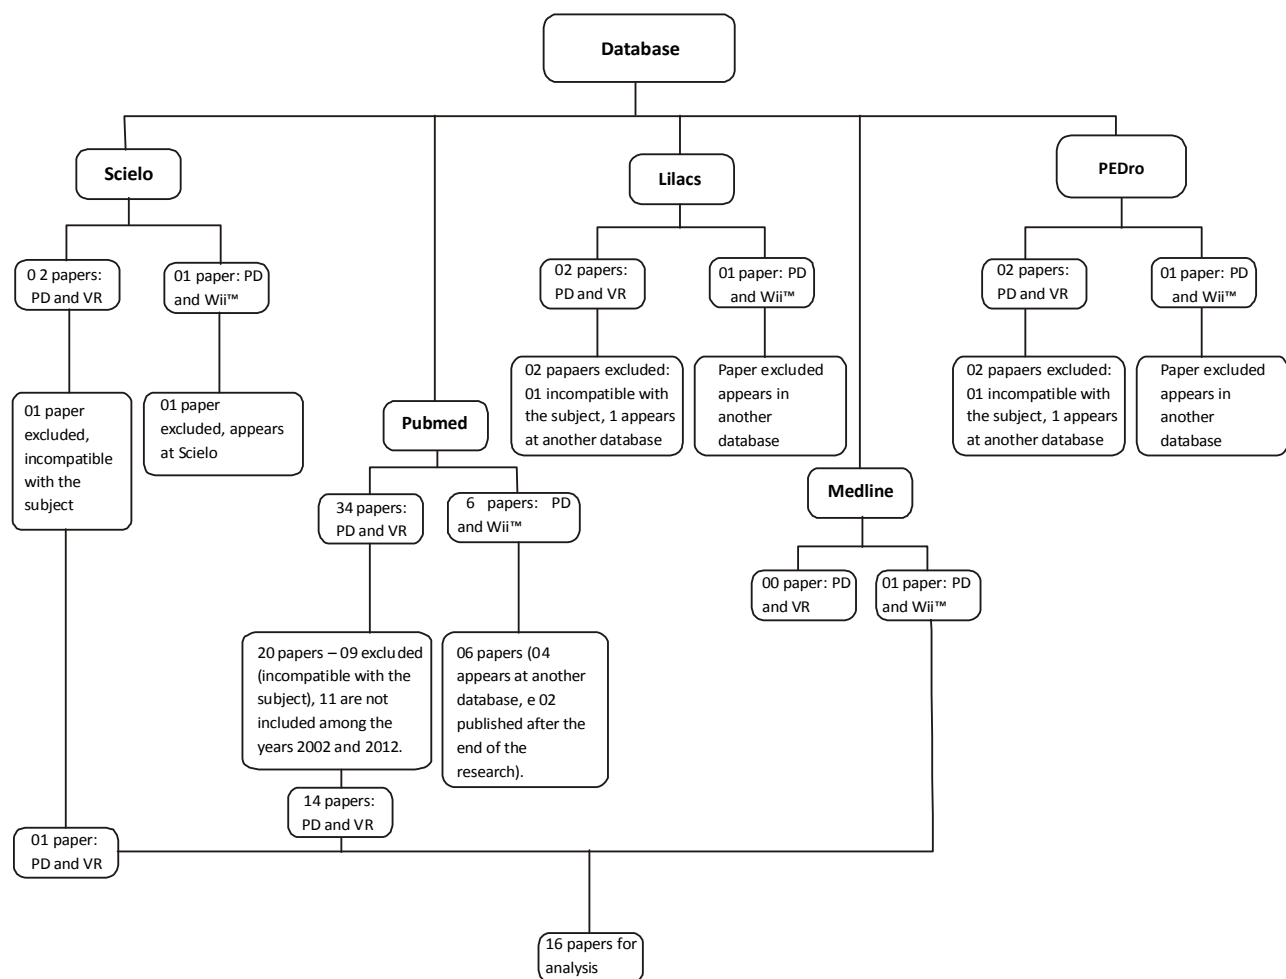 Database
Scielo
0 2 papers:
PD and VR
01 paper: PD
and Wii™
01 paper
excluded,
incompatible
with the
subject
01 paper
excluded, appears
at Scielo
01 paper:
PD and VR
Pubmed
34 papers:
PD and VR
6 papers: PD
and Wii™
20 papers – 09 excluded
(incompatible with the
subject), 11 are not
included among the
years 2002 and 2012.
06 papers (04
appears at another
database, e 02
published after the
end of the
research).
14 papers:
PD and VR
Lilacs
02 papers:
PD and VR
01 paper: PD
and Wii™
02 papaers excluded:
01 incompatible with
the subject, 1 appears
at another database
Paper excluded
appears in
another
database
Medline
00 paper: PD
and VR
01 paper: PD
and Wii™
PEDro
02 papers:
PD and VR
01 paper: PD
and Wii™
02 papaers excluded:
01 incompatible with
the subject, 1 appears
at another database
Paper excluded
appears in
another
database
16 papers for
analysis